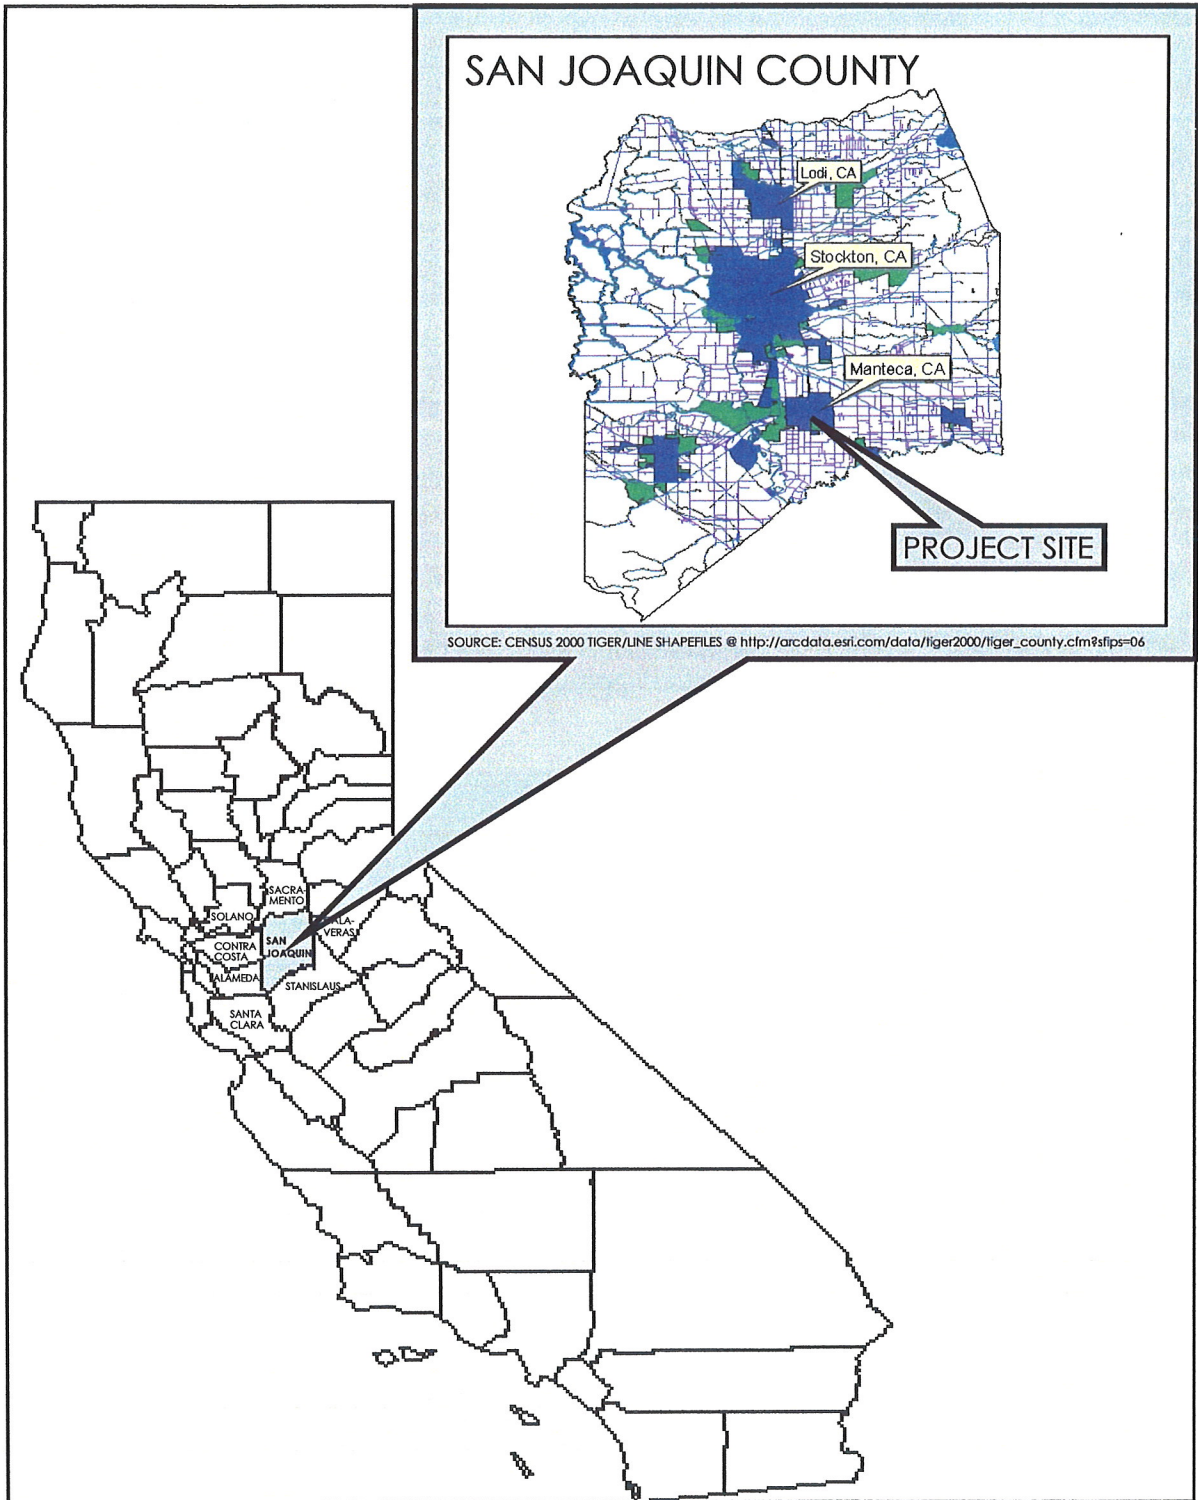 SAN JOAQUIN COUNTY
Lodi, CA
Stockton, CA
Manteca, CA
PROJECT SITE
SOURCE: CENSUS 2000 TIGER/LINE SHAPEFILES @ http://arcdata.esri.com/data/tiger2000/tiger_county.cfm?sfips=06
SACRA-
MENTO
SOLANO
ALA-
VERAS
CONTRA
COSTA
SAN
JOAQUIN
ALAMEDA
STANISLAUS
SANTA
CLARA